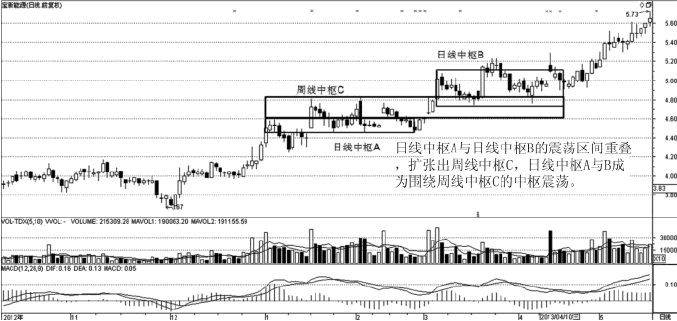 宝新能源(日线.前复权)
5.73
5.60
5.40
5.20
5.00
4.80
4.60
4.40
4.20
4.00
3.83
3.80
日线中枢B
周线中枢C
日线中枢A
日线中枢A与日线中枢B的震荡区间重叠
，扩张出周线中枢C，日线中枢A与B成
为围绕周线中枢C的中枢震荡。
VOL-TDX(5,10) VVOL: - VOLUME: 215309.28 MAVOL1: 190063.20 MAVOL2: 191155.59
X10
MACD(12,26,9) DIF: 0.16 DEA: 0.13 MACD: 0.05
0.10
2012年 11 12 1 2 3 4 2013/04/10(三) 5 日线